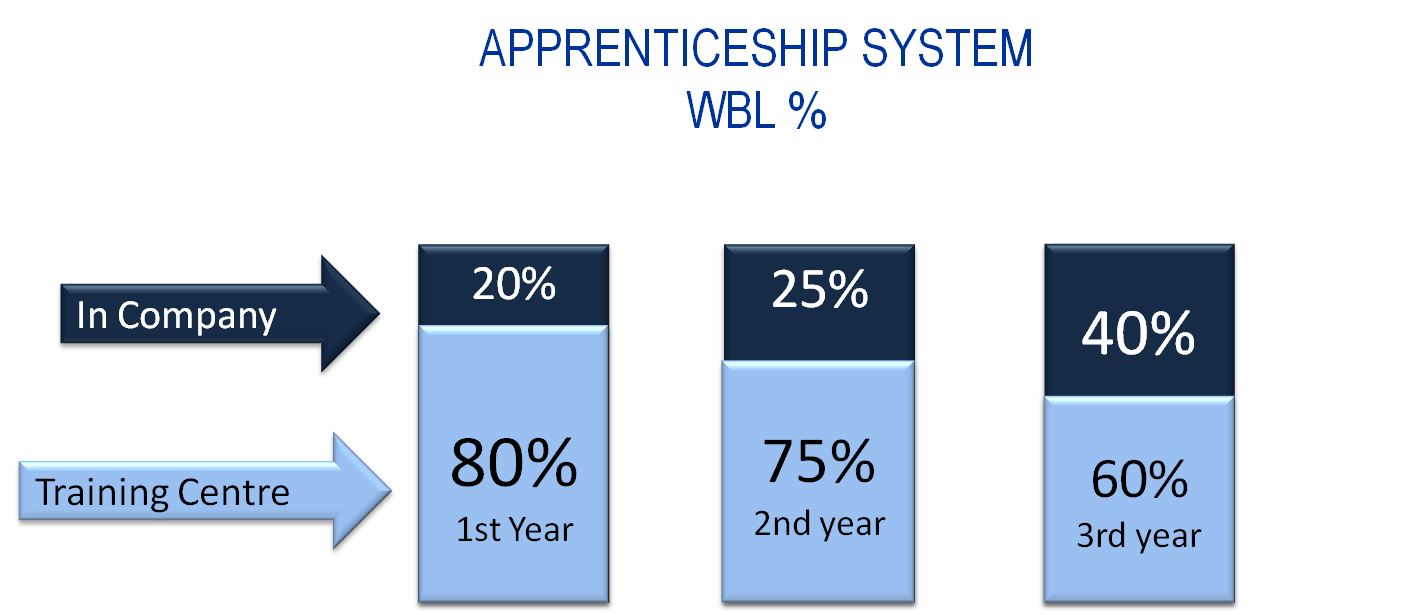 APPRENTICESHIP SYSTEM
WBL %
In Company
20%
25%
40%
Training Centre
80%
1st Year
75%
2nd year
60%
3rd year